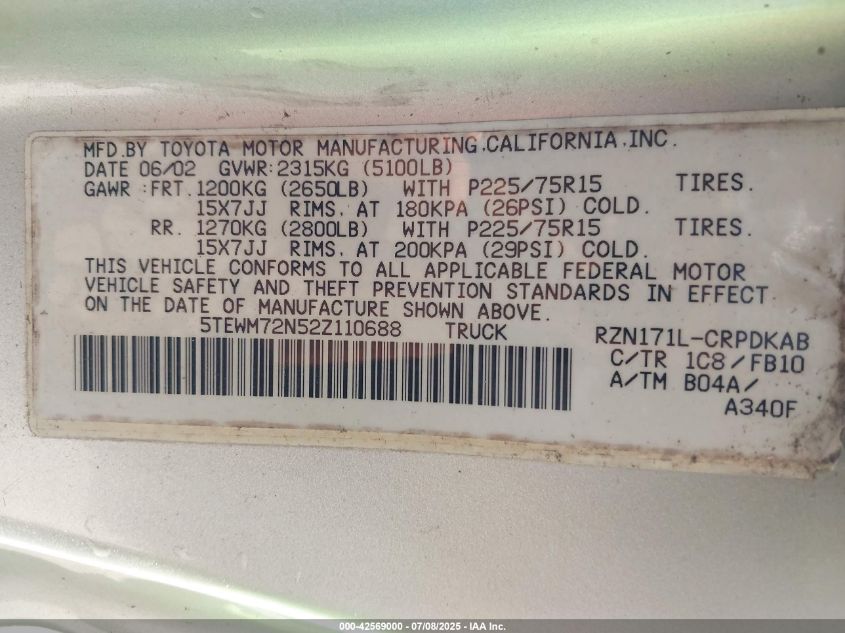 MFD.BY TOYOTA MOTOR MANUFACTURING.CALIFORNIA.INC.
DATE 06/02 GVWR:2315KG (5100LB)
GAWR :FRT.1200KG (2650LB) WITH P225/75R15 TIRES.
15X7JJ RIMS. AT 180KPA (26PSI) COLD.
RR. 1270KG (2800LB) WITH P225/75R15 TIRES.
15X7JJ RIMS. AT 200KPA (29PSI) COLD.
THIS VEHICLE CONFORMS TO ALL APPLICABLE FEDERAL MOTOR
VEHICLE SAFETY AND THEFT PREVENTION STANDARDS IN EFFECT
ON THE DATE OF MANUFACTURE SHOWN ABOVE.
5TEWM72N52Z110688 TRUCK RZN171L-CRPDKAB
C/TR 1C8/FB10
A/TM B04A/
A340F
000-42569000 - 07/08/2025 - IAA Inc.